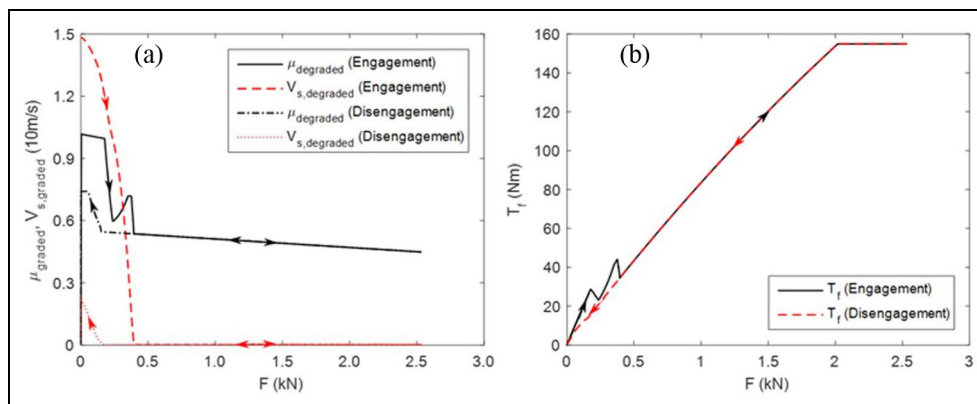 (a)
μdegraded (Engagement)
Vs,degraded (Engagement)
μdegraded (Disengagement)
Vs,degraded (Disengagement)
μgraded, Vs,graded (10m/s)
1.5
1.2
0.9
0.6
0.3
0
0 0.5 1.0 1.5 2.0 2.5 3.0
F (kN)
(b)
Tf (Nm)
160
140
120
100
80
60
40
20
0
Tf (Engagement)
Tf (Disengagement)
0 0.5 1 1.5 2 2.5 3
F (kN)